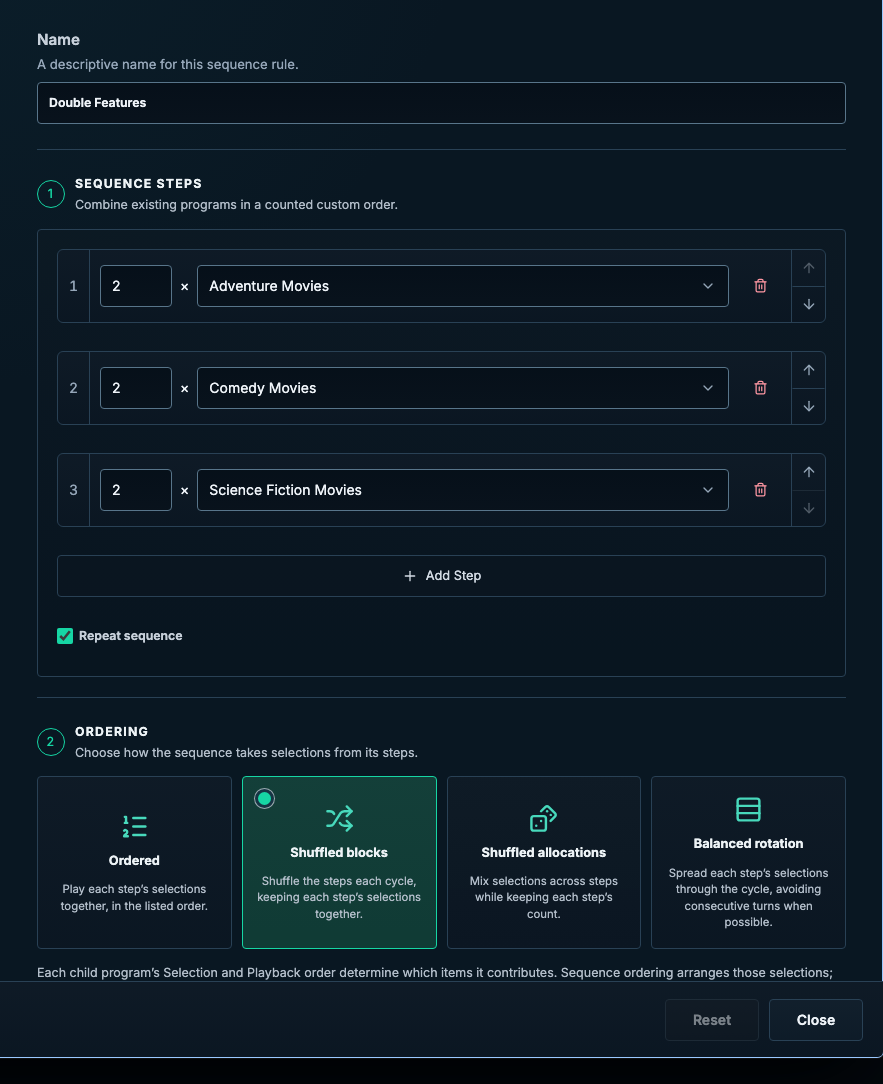 Name
A descriptive name for this sequence rule.
Double Features
1
SEQUENCE STEPS
Combine existing programs in a counted custom order.
1 2 × Adventure Movies
2 2 × Comedy Movies
3 2 × Science Fiction Movies
+ Add Step
Repeat sequence
2
ORDERING
Choose how the sequence takes selections from its steps.
1
2
Ordered
Play each step's selections
together, in the listed order.
Shuffled blocks
Shuffle the steps each cycle,
keeping each step's selections
together.
Shuffled allocations
Mix selections across steps
while keeping each step's
count.
Balanced rotation
Spread each step's selections
through the cycle, avoiding
consecutive turns when
possible.
Each child program's Selection and Playback order determine which items it contributes. Sequence ordering arranges those selections;
Reset
Close